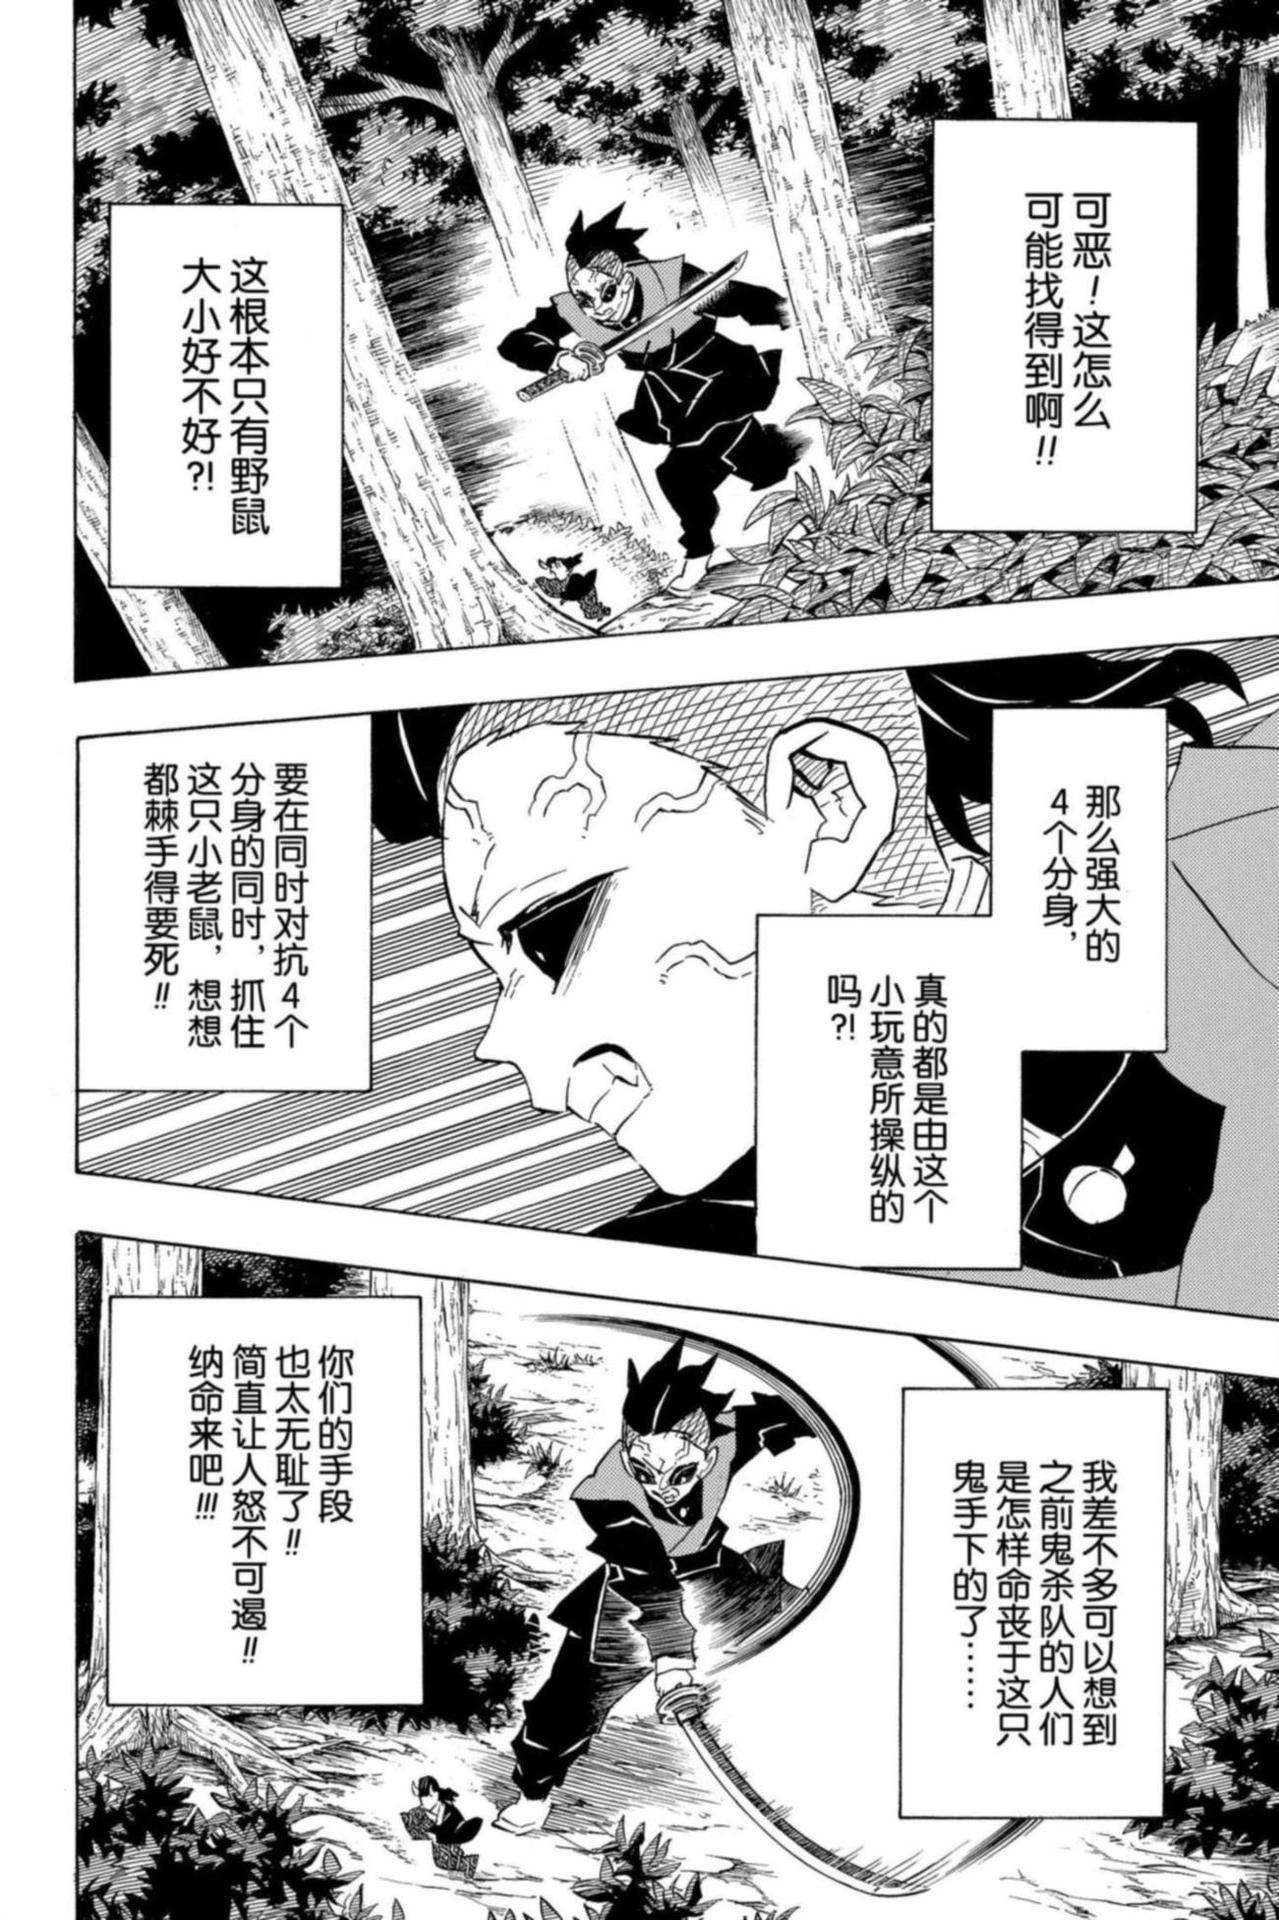 可恶！这怎么
可能找得到啊!!
这根本只有野鼠
大小好不好?!
那么强大的
4个分身，
真的都是由这个
小玩意所操纵的
吗?!
要在同时对抗4个
分身的同时，抓住
这只小老鼠，想想
都棘手得要死!!
我差不多可以想到
之前鬼杀队的人们
是怎样命丧于这只
鬼手下的了……
你们的手段
也太无耻了!!
简直让人怒不可遏!!
纳命来吧!!!